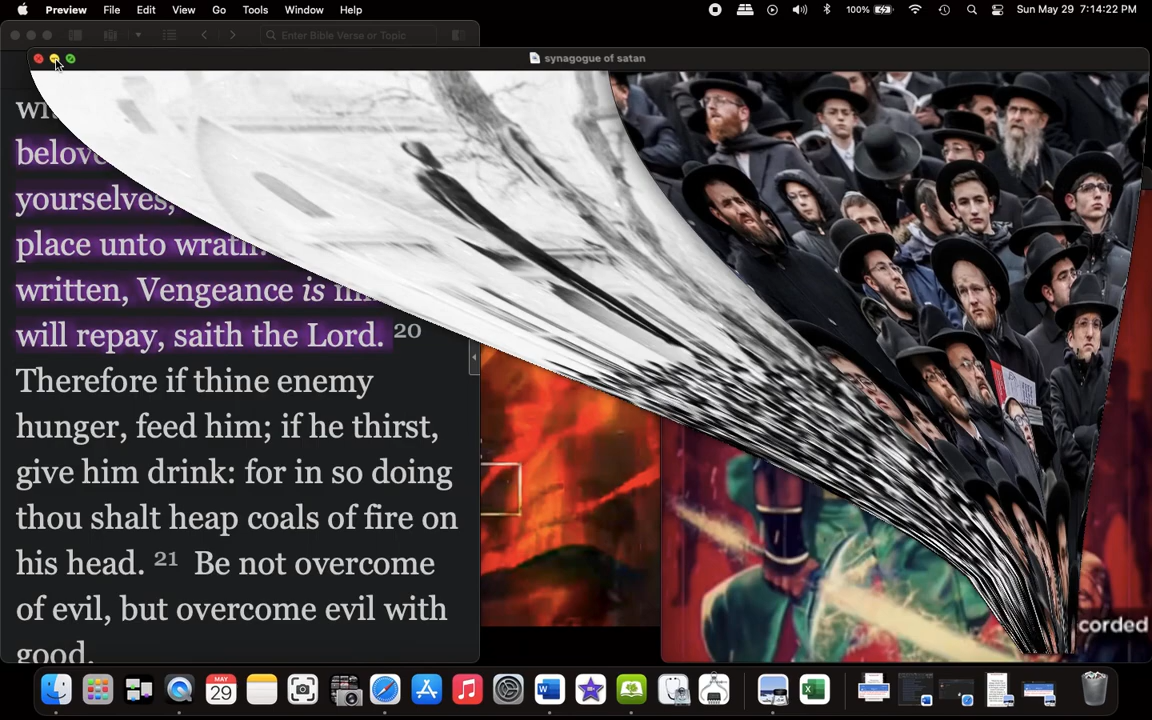 Preview File Edit View Go Tools Window Help 100% Sun May 29 7:14:22 PM
Enter Bible Verse or Topic
synagogue of satan
belove
yourselves,
place unto wrath.
written, Vengeance is
will repay, saith the Lord. 20
Therefore if thine enemy
hunger, feed him; if he thirst,
give him drink: for in so doing
thou shalt heap coals of fire on
his head. 21 Be not overcome
of evil, but overcome evil with
good.
corded
MAY
29